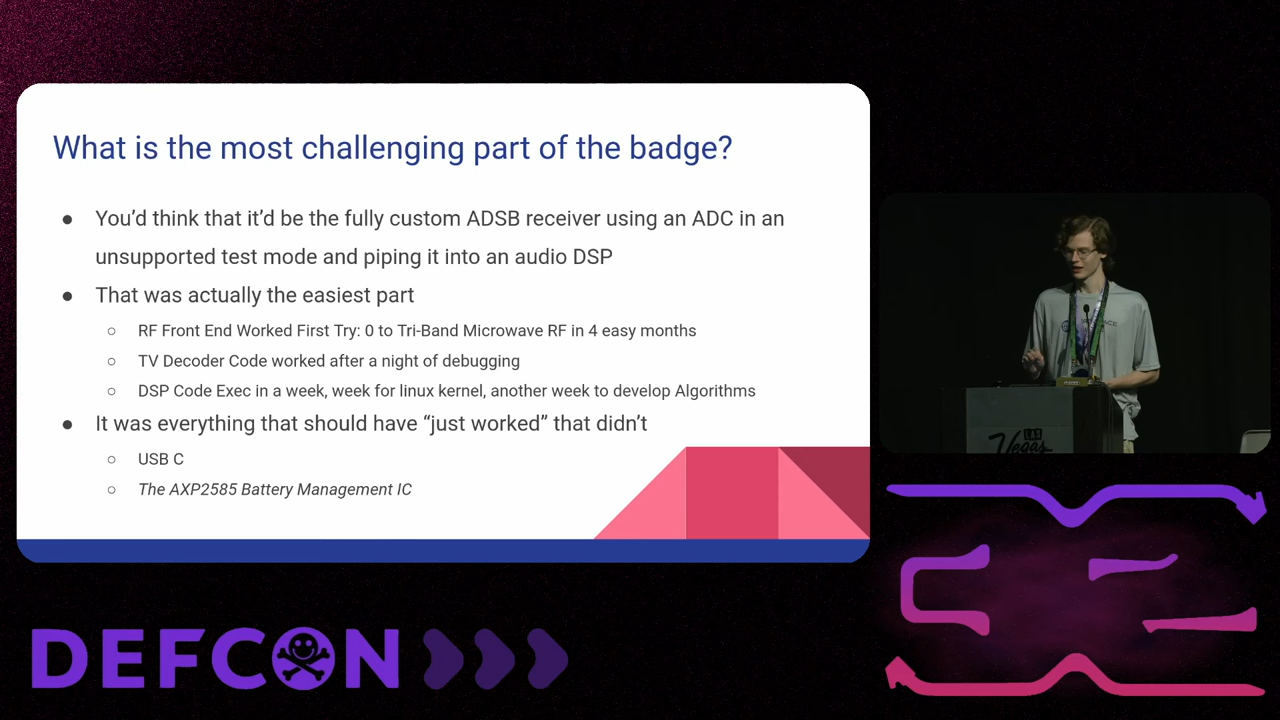 What is the most challenging part of the badge?
● You’d think that it’d be the fully custom ADSB receiver using an ADC in an
unsupported test mode and piping it into an audio DSP
● That was actually the easiest part
○ RF Front End Worked First Try: 0 to Tri-Band Microwave RF in 4 easy months
○ TV Decoder Code worked after a night of debugging
○ DSP Code Exec in a week, week for linux kernel, another week to develop Algorithms
● It was everything that should have “just worked” that didn’t
○ USB C
○ The AXP2585 Battery Management IC
LAS
Vegas
DEFCON